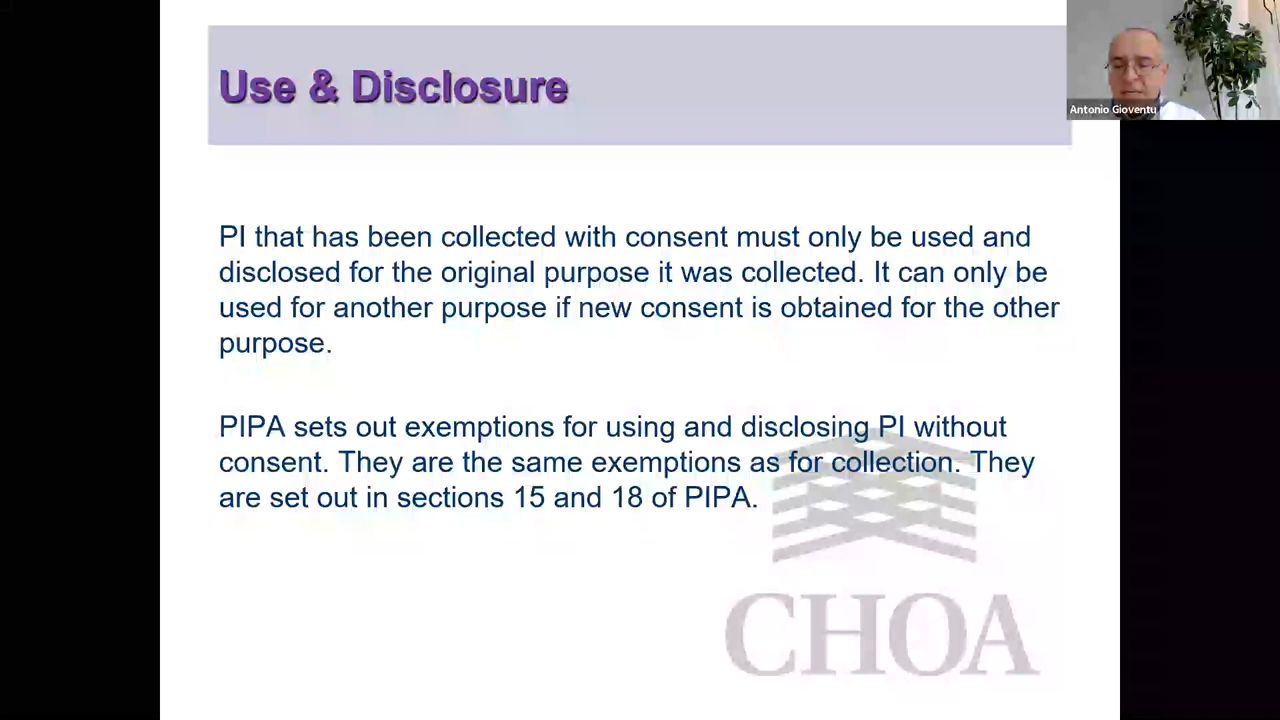 Use & Disclosure
Antonio Gioventu
PI that has been collected with consent must only be used and
disclosed for the original purpose it was collected. It can only be
used for another purpose if new consent is obtained for the other
purpose.
PIPA sets out exemptions for using and disclosing PI without
consent. They are the same exemptions as for collection. They
are set out in sections 15 and 18 of PIPA.
CHOA